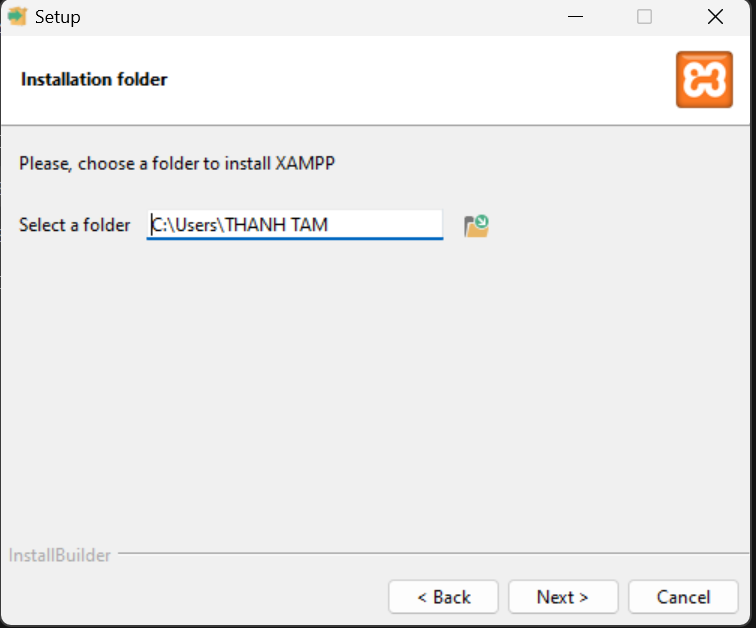 Setup
Installation folder
Please, choose a folder to install XAMPP
Select a folder C:\Users\THANH TAM
InstallBuilder
< Back Next > Cancel